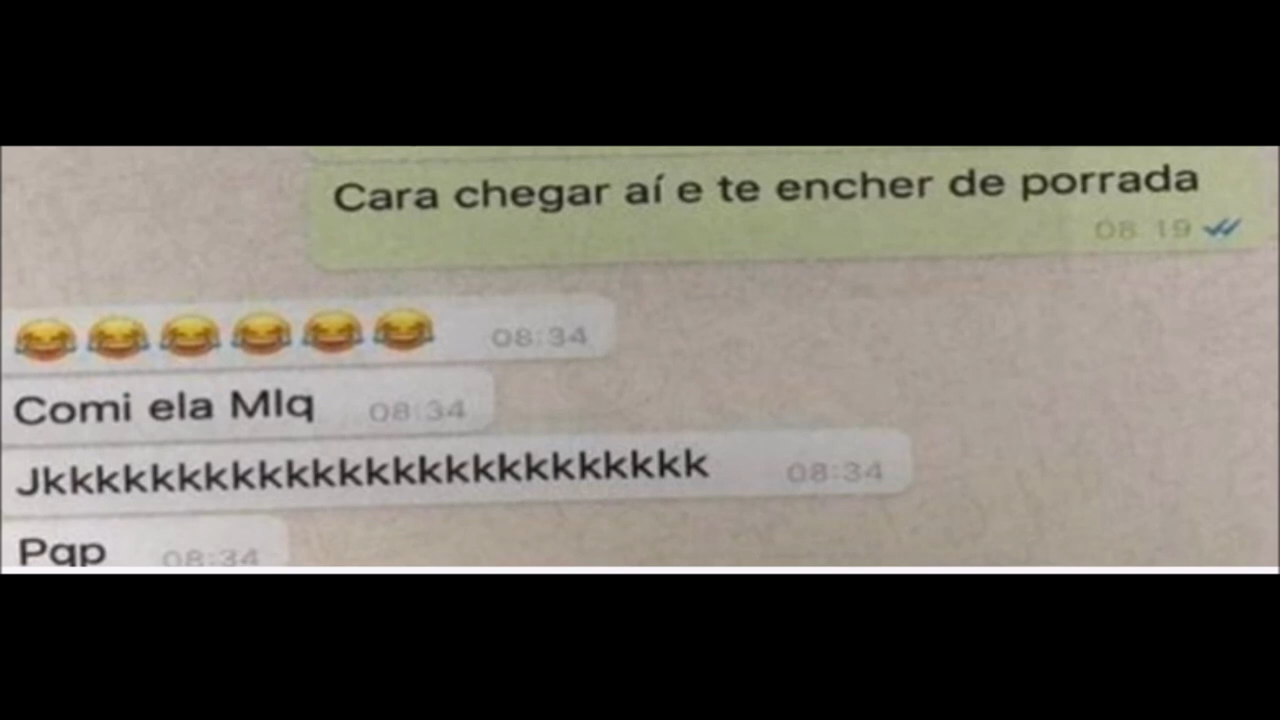 Cara chegar aí e te encher de porrada
08:19
😂😂😂😂😂😂 08:34
Comi ela Mlq 08:34
Jkkkkkkkkkkkkkkkkkkkkkkkkk 08:34
Pqp 08:34